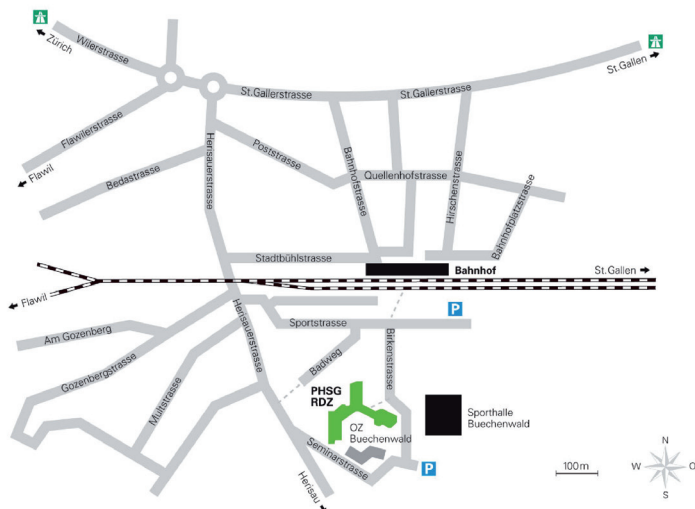 Zürich
Wilerstrasse
St.Gallerstrasse
St.Gallerstrasse
St.Gallen
Flawilerstrasse
Flawil
Bedastrasse
Herisauerstrasse
Poststrasse
Bahnhofstrasse
Quellenhofstrasse
Hirschenstrasse
Bahnhofplatzstrasse
Stadtbühlstrasse
Bahnhof
St.Gallen
Flawil
P
Am Gozenberg
Gozenbergstrasse
Multstrasse
Herisauerstrasse
Sportstrasse
Badweg
Birkenstrasse
PHSG
RDZ
OZ
Buechenwald
Sporthalle
Buechenwald
Seminarstrasse
P
Herisau
100m
N
W
O
S